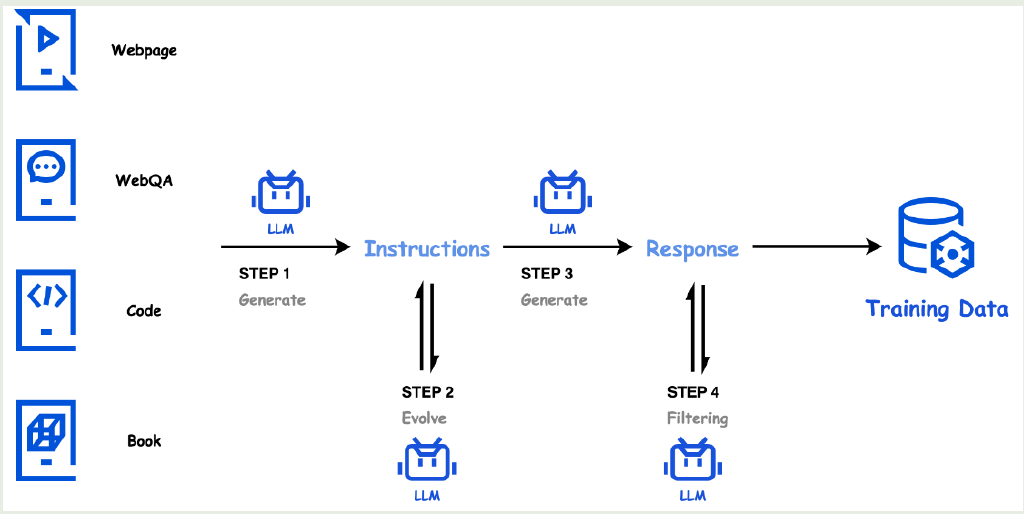 Webpage
WebQA
Code
Book
LLM
STEP 1
Generate
Instructions
STEP 2
Evolve
LLM
LLM
STEP 3
Generate
Response
STEP 4
Filtering
LLM
Training Data